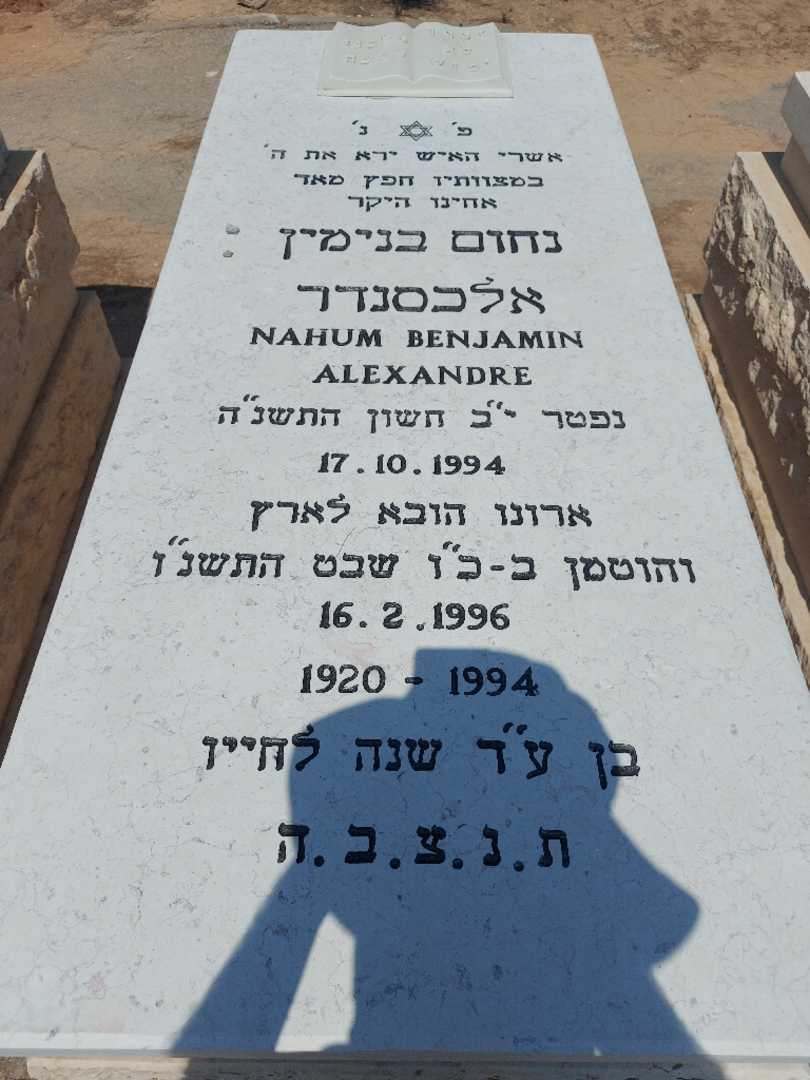 פ' נ'
אשרי האיש ירא את ה'
במצוותיו חפץ מאד
אחינו היקר
נחום בנימין
אלכסנדר
NAHUM BENJAMIN
ALEXANDRE
נפטר י"ב חשון התשנ"ה
17.10.1994
ארונו הובא לארץ
והוטמן ב-כ"ו שבט התשנ"ו
16.2.1996
1920 - 1994
בן ע"ד שנה לחייו
ת.נ.צ.ב.ה